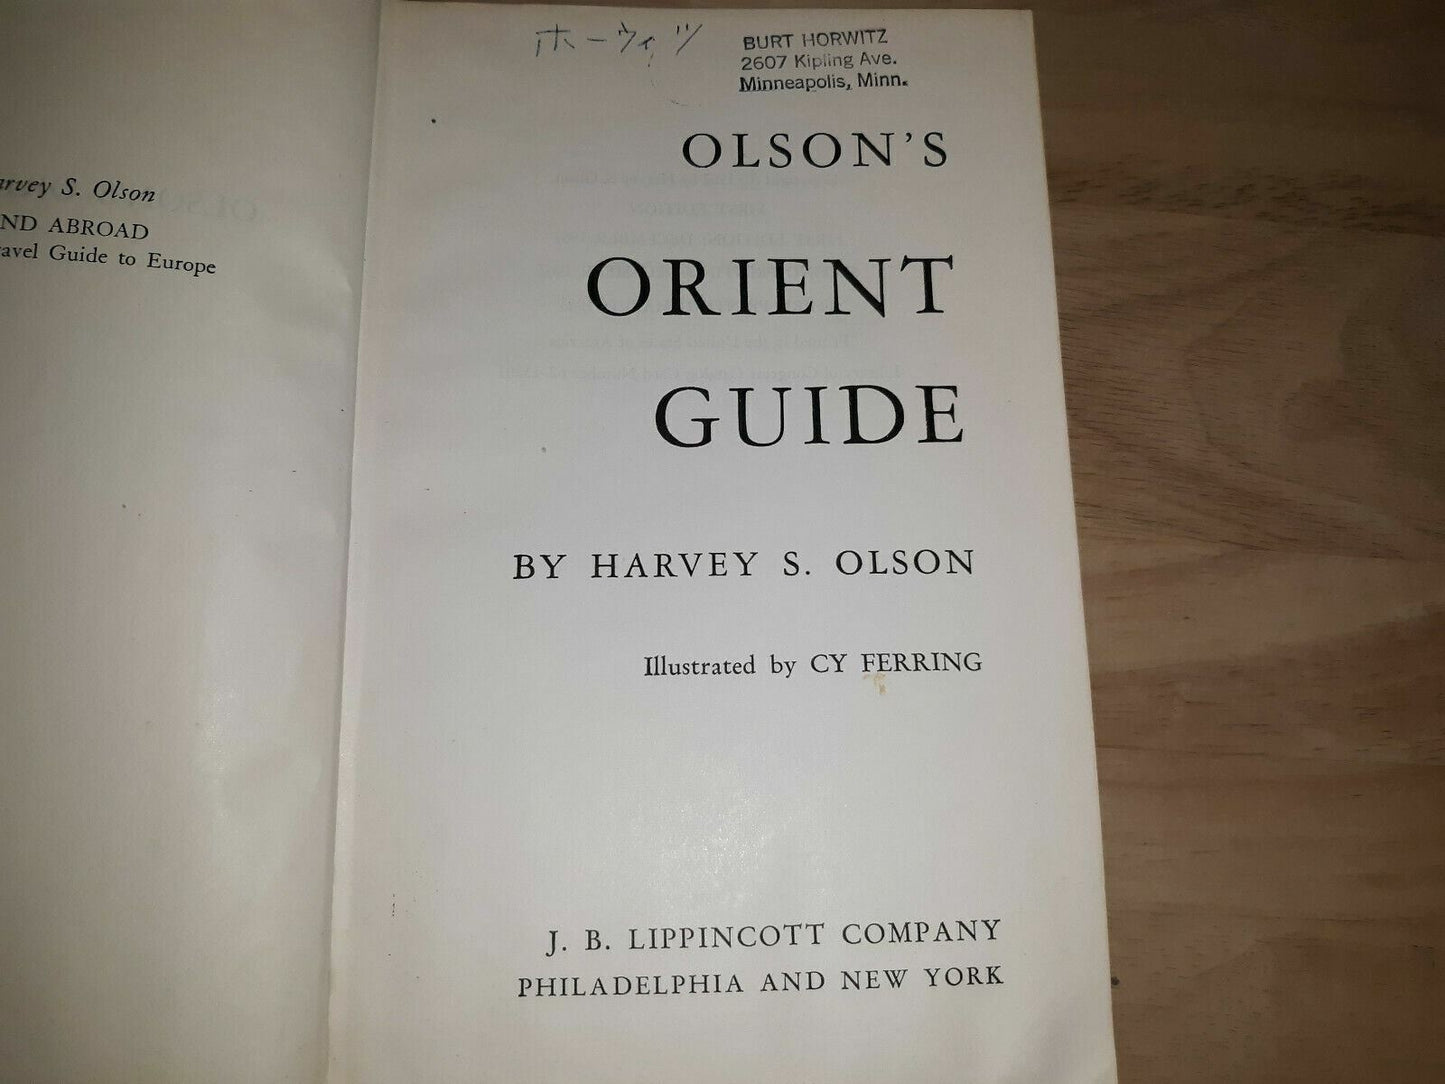 arvey S. Olson
ND ABROAD
ravel Guide to Europe
ホーウィツ
BURT HORWITZ
2607 Kipling Ave.
Minneapolis, Minn.
OLSON'S
ORIENT
GUIDE
BY HARVEY S. OLSON
Illustrated by CY FERRING
J. B. LIPPINCOTT COMPANY
PHILADELPHIA AND NEW YORK